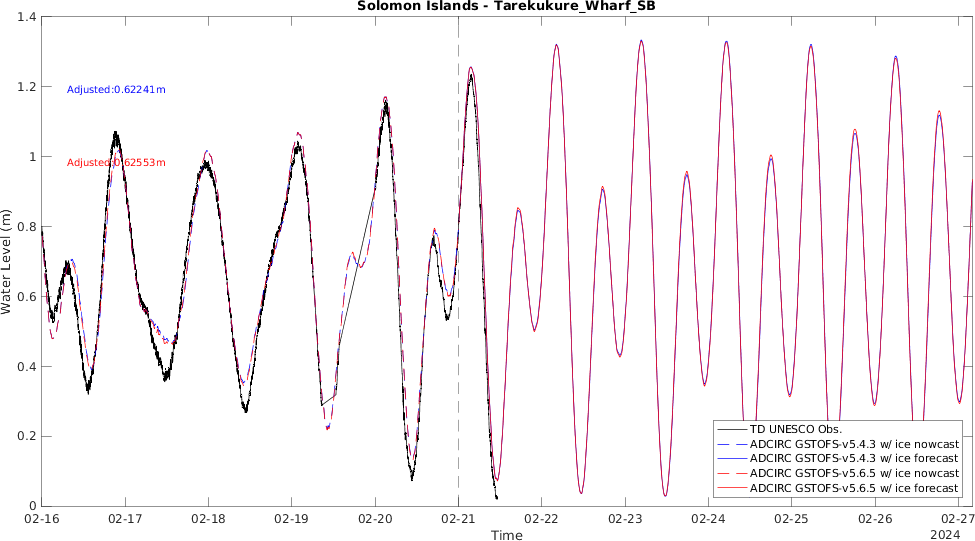 Solomon Islands - Tarekukure_Wharf_SB
1.4
1.2
1
0.8
0.6
0.4
0.2
0
Water Level (m)
Adjusted:0.62241m
Adjusted:0.62553m
TD UNESCO Obs.
ADCIRC GSTOFS-v5.4.3 w/ ice nowcast
ADCIRC GSTOFS-v5.4.3 w/ ice forecast
ADCIRC GSTOFS-v5.6.5 w/ ice nowcast
ADCIRC GSTOFS-v5.6.5 w/ ice forecast
02-16 02-17 02-18 02-19 02-20 02-21 02-22 02-23 02-24 02-25 02-26 02-27
Time
2024